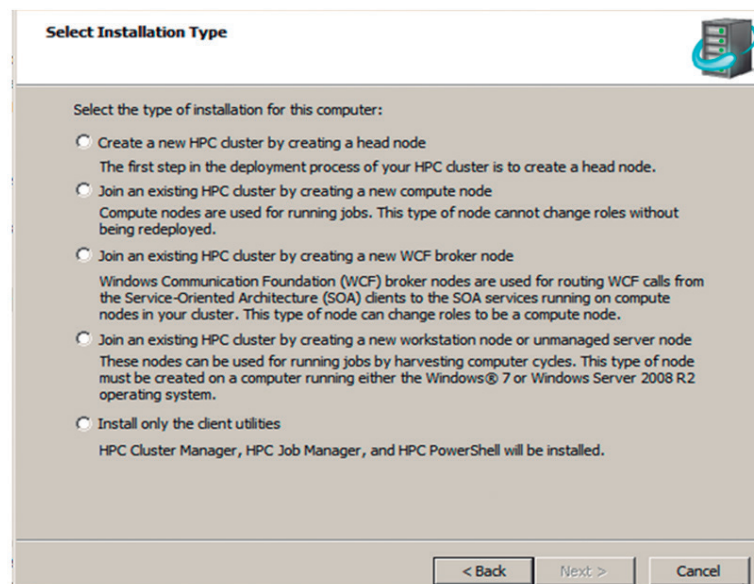 Select Installation Type
Select the type of installation for this computer:
Create a new HPC cluster by creating a head node
The first step in the deployment process of your HPC cluster is to create a head node.
Join an existing HPC cluster by creating a new compute node
Compute nodes are used for running jobs. This type of node cannot change roles without
being redeployed.
Join an existing HPC cluster by creating a new WCF broker node
Windows Communication Foundation (WCF) broker nodes are used for routing WCF calls from
the Service-Oriented Architecture (SOA) clients to the SOA services running on compute
nodes in your cluster. This type of node can change roles to be a compute node.
Join an existing HPC cluster by creating a new workstation node or unmanaged server node
These nodes can be used for running jobs by harvesting computer cycles. This type of node
must be created on a computer running either the Windows® 7 or Windows Server 2008 R2
operating system.
Install only the client utilities
HPC Cluster Manager, HPC Job Manager, and HPC PowerShell will be installed.
< Back Next > Cancel